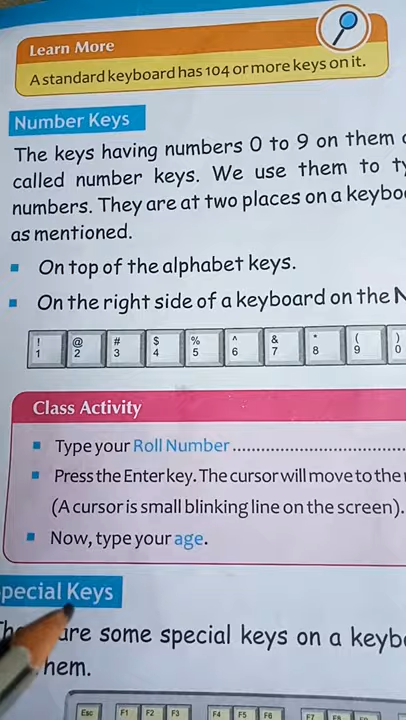 Learn More
A standard keyboard has 104 or more keys on it.
Number Keys
The keys having numbers 0 to 9 on them
called number keys. We use them to
numbers. They are at two places on a
as mentioned.
On top of the alphabet keys.
On the right side of a keyboard on the
! @ # $ % ^ & * ( )
1 2 3 4 5 6 7 8 9 0
Class Activity
Type your Roll Number ..................................
Press the Enter key. The cursor will move to the
(A cursor is small blinking line on the screen).
Now, type your age.
Keys
are some special keys on a
Esc F1 F2 F3 F4 F5 F6 F7